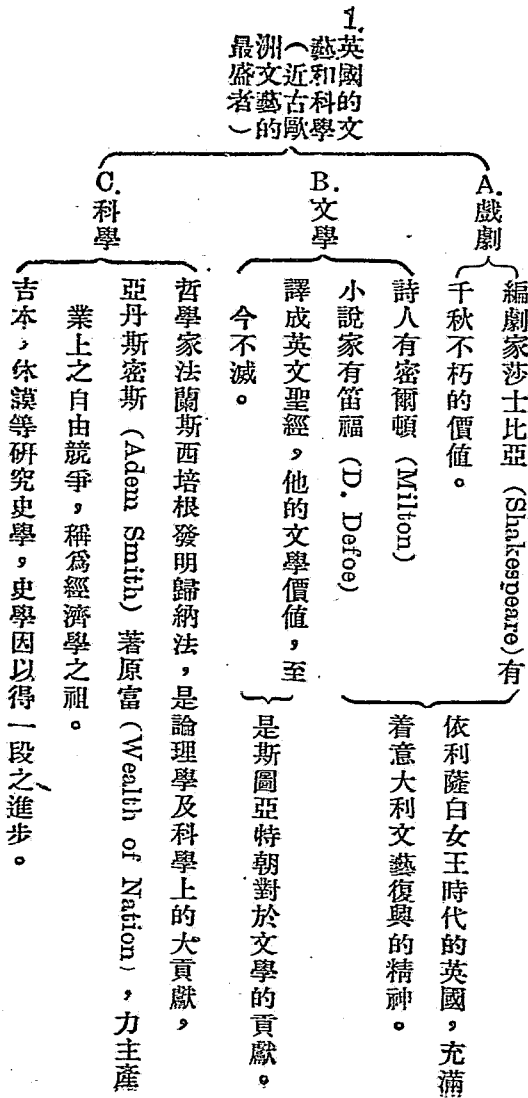 1.英國的文
藝和科學
(近古歐
洲文藝的
最盛者)
A.戲劇
編劇家莎士比亞 (Shakespeare)有
千秋不朽的價值。
B.文學
詩人有密爾頓 (Milton)
小說家有笛福 (D. Defoe)
依利薩白女王時代的英國,充滿
着意大利文藝復興的精神。
譯成英文聖經,他的文學價值,至
今不滅。
是斯圖亞特朝對於文學的貢獻。
C.科學
哲學家法蘭斯西培根發明歸納法,是論理學及科學上的大貢獻,
亞丹斯密斯 (Adem Smith) 著原富 (Wealth of Nation),力主產
業上之自由競爭,稱爲經濟學之祖。
吉本,休謨等研究史學,史學因以得一段之進步。